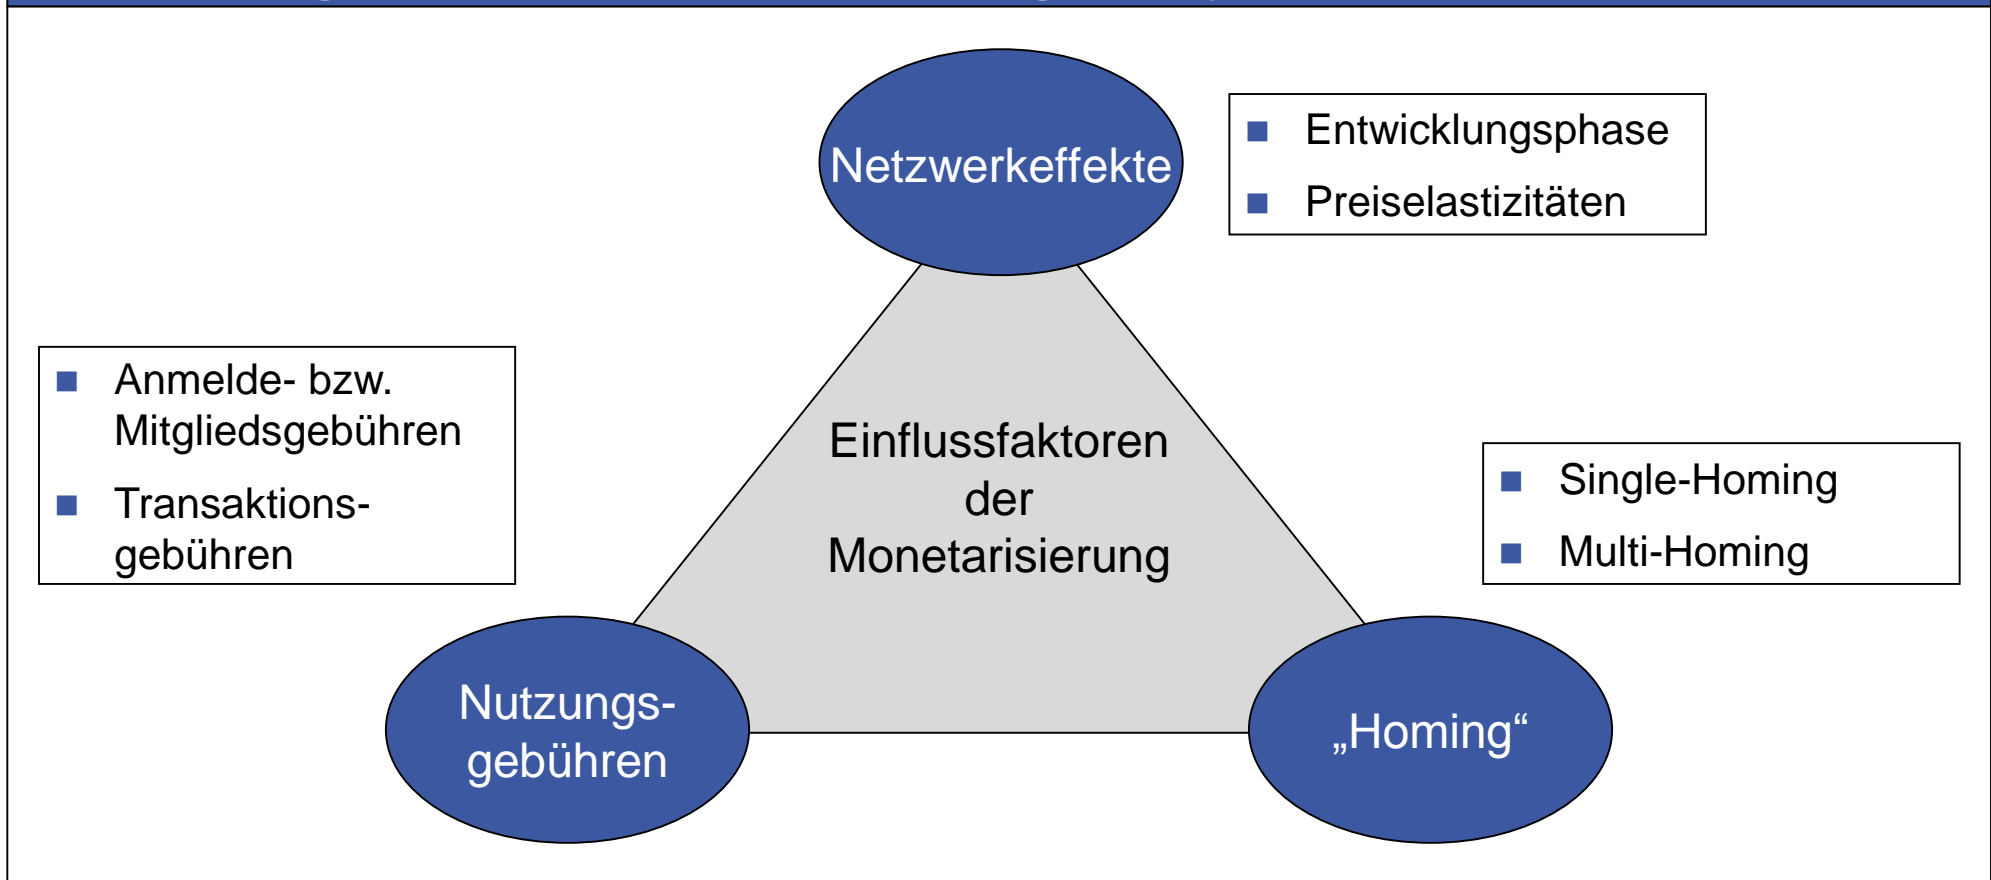 Netzwerkeffekte
Entwicklungsphase
Preiselastizitäten
Anmelde- bzw.
Mitgliedsgebühren
Transaktions-
gebühren
Einflussfaktoren
der
Monetarisierung
Single-Homing
Multi-Homing
Nutzungs-
gebühren
„Homing“